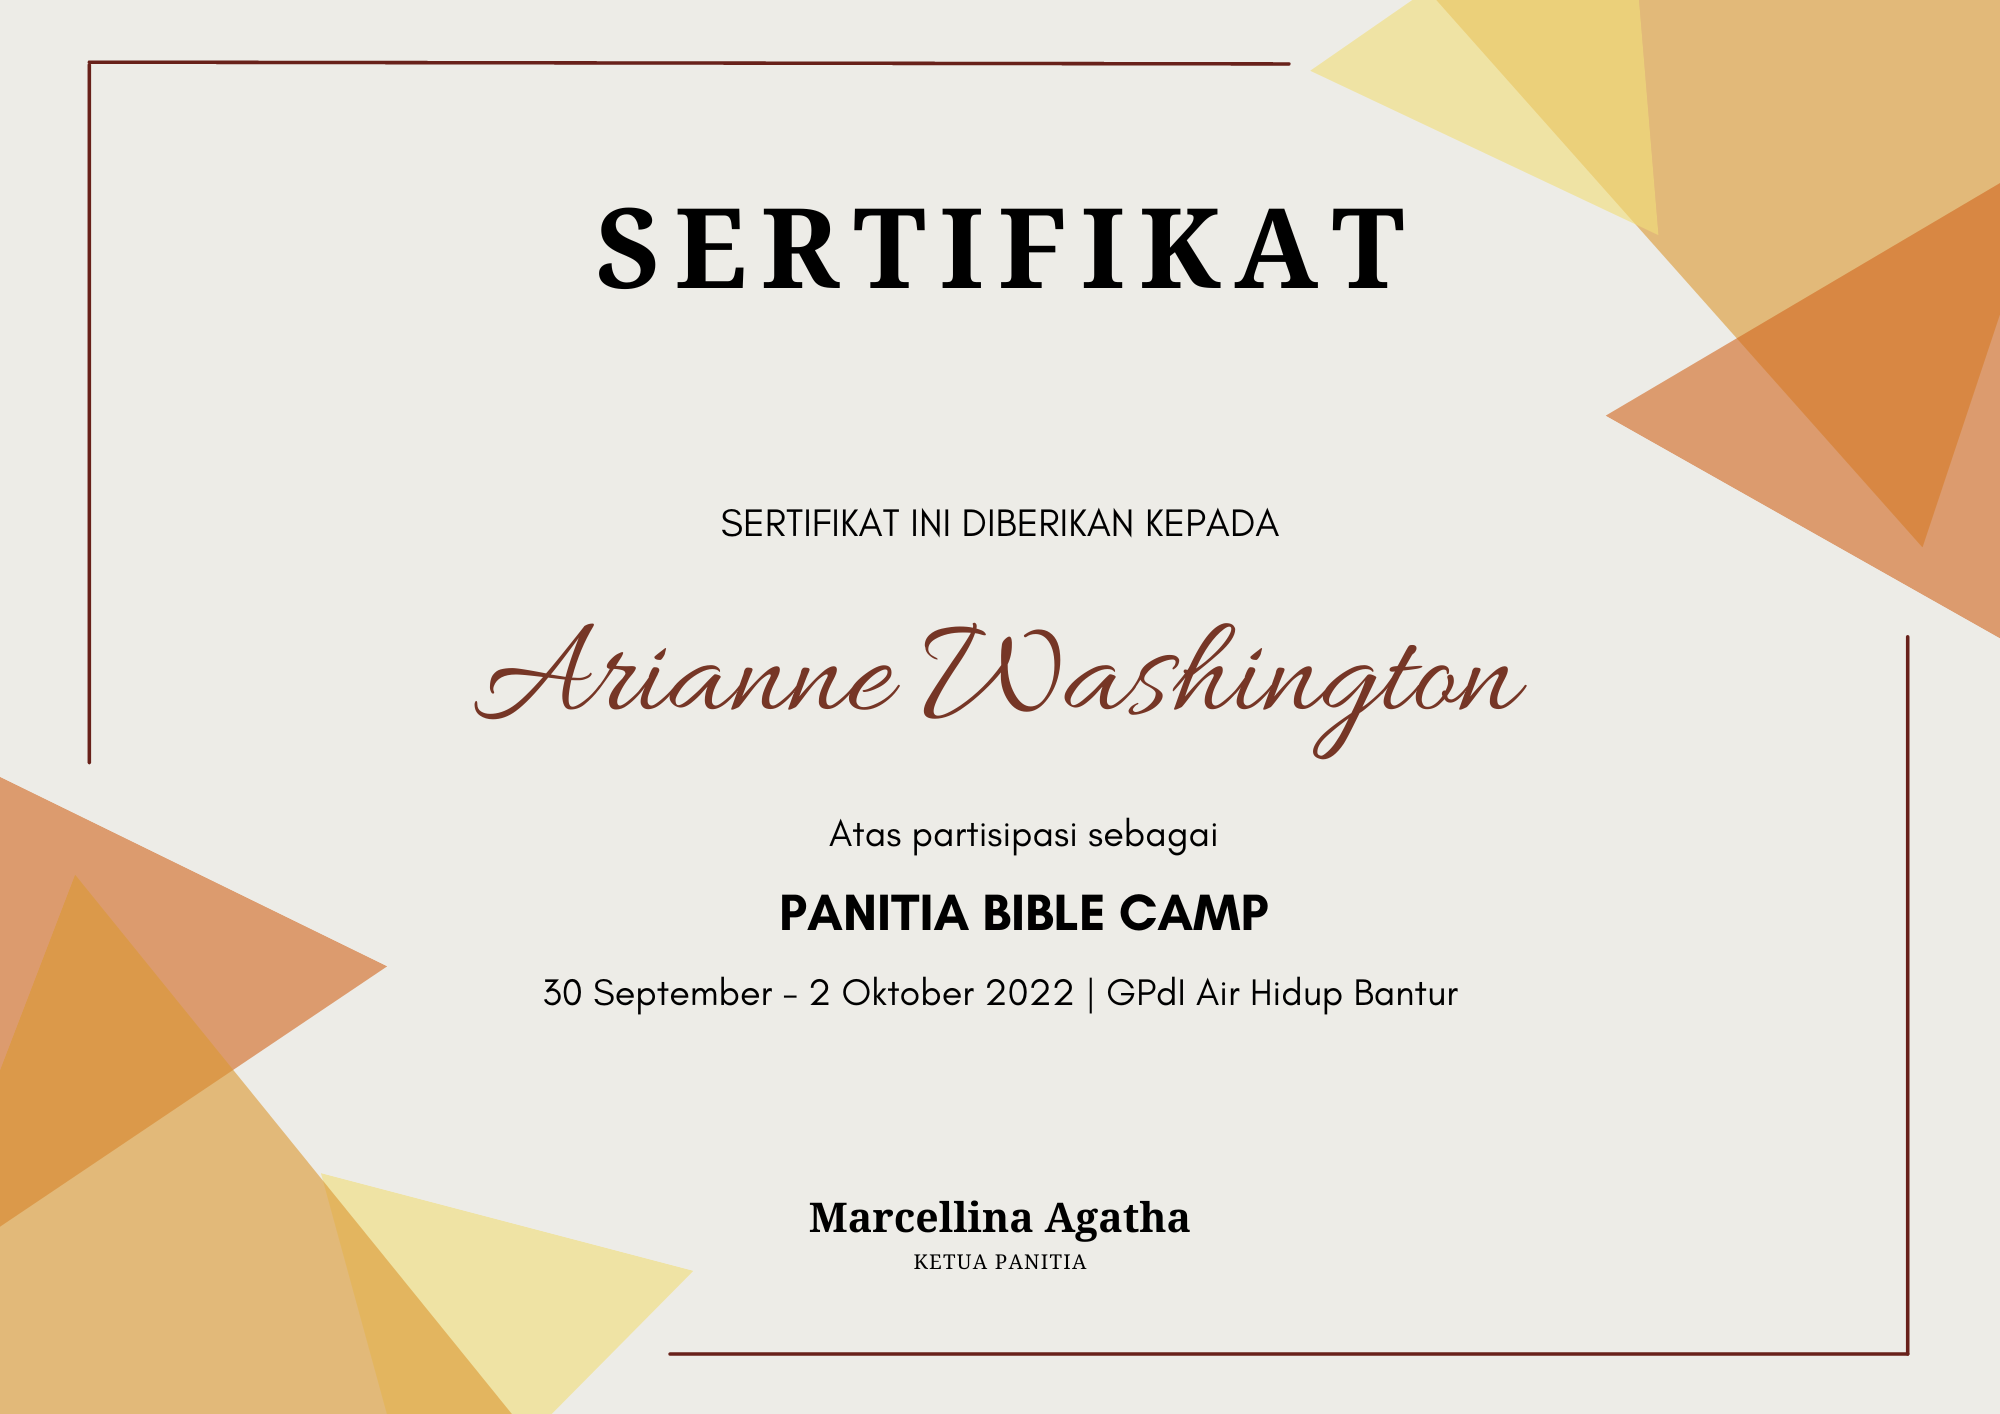 SERTIFIKAT
SERTIFIKAT INI DIBERIKAN KEPADA
Arianne Washington
Atas partisipasi sebagai
PANITIA BIBLE CAMP
30 September - 2 Oktober 2022 | GPdI Air Hidup Bantur
Marcellina Agatha
KETUA PANITIA